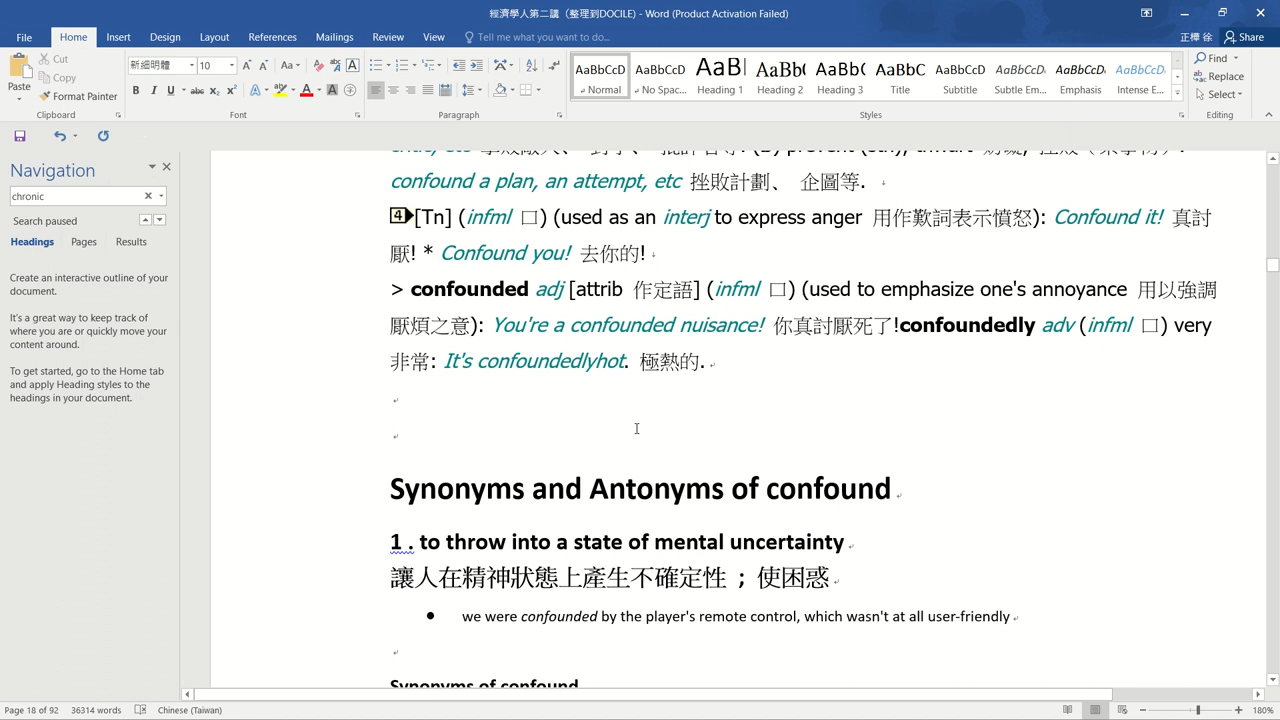 經濟學人第二講（整理到DOCILE) - Word (Product Activation Failed)
File Home Insert Design Layout References Mailings Review View Tell me what you want to do... 正樺 徐 Share
Paste Cut Copy Format Painter Clipboard
新細明體 10 Font
Paragraph
AaBbCcD Normal AaBbCcD No Spac... AaBl Heading 1 AaBb( Heading 2 AaBb( Heading 3 AaBbC Title AaBbCcD Subtitle AaBbCcD Subtle Em... AaBbCcD Emphasis AaBbCcD Intense E... Styles
Find Replace Select Editing
Navigation
chronic
Search paused
Headings Pages Results
Create an interactive outline of your
document.
It's a great way to keep track of
where you are or quickly move your
content around.
To get started, go to the Home tab
and apply Heading styles to the
headings in your document.
confound a plan, an attempt, etc 挫敗計劃、 企圖等.
4 [Tn] (infml 口) (used as an interj to express anger 用作歎詞表示憤怒): Confound it! 真討
厭! * Confound you! 去你的!
> confounded adj [attrib 作定語] (infml 口) (used to emphasize one's annoyance 用以強調
厭煩之意): You're a confounded nuisance! 你真討厭死了!confoundedly adv (infml 口) very
非常: It's confoundedlyhot. 極熱的.
Synonyms and Antonyms of confound
1 . to throw into a state of mental uncertainty
讓人在精神狀態上產生不確定性 ; 使困惑
● we were confounded by the player's remote control, which wasn't at all user-friendly
Synonyms of confound
Page 18 of 92 36314 words Chinese (Taiwan) 180%